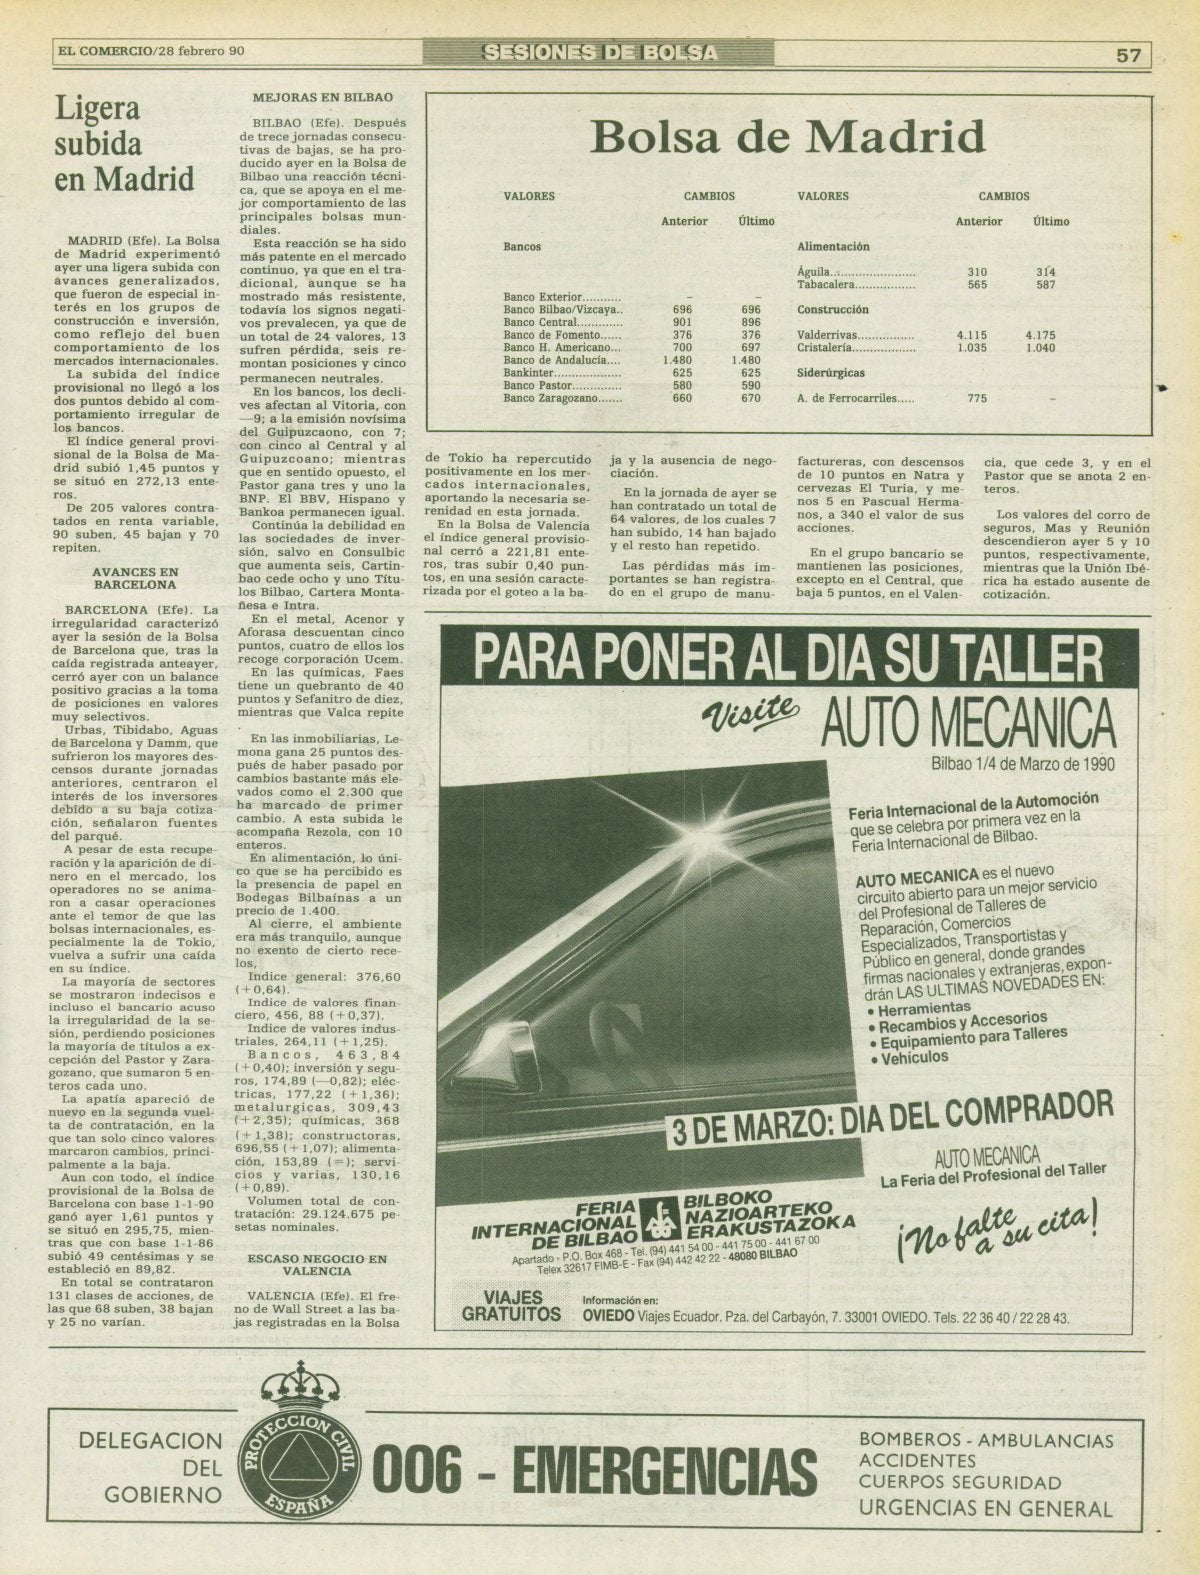 EL COMERCIO/28 febrero 90
SESIONES DE BOLSA
57
Ligera
subida
en Madrid
MADRID (Efe). La Bolsa
de Madrid experimentó
ayer una ligera subida con
avances generalizados,
que fueron de especial in-
terés en los grupos de
construcción e inversión,
como reflejo del buen
comportamiento de los
mercados internacionales.
La subida del índice
provisional no llegó a los
dos puntos debido al com-
portamiento irregular de
los bancos.
El índice general provi-
sional de la Bolsa de Ma-
drid subió 1,45 puntos y
se situó en 272,13 ente-
ros.
De 205 valores contra-
tados en renta variable,
90 suben, 45 bajan y 70
repiten.
AVANCES EN
BARCELONA
BARCELONA (Efe). La
irregularidad caracterizó
ayer la sesión de la Bolsa
de Barcelona que, tras la
caída registrada anteayer,
cerró ayer con un balance
positivo gracias a la toma
de posiciones en valores
muy selectivos.
Urbas, Tibidabo, Aguas
de Barcelona y Damm, que
sufrieron los mayores des-
censos durante jornadas
anteriores, centraron el
interés de los inversores
debido a su baja cotiza-
ción, señalaron fuentes
del parqué.
A pesar de esta recupe-
ración y la aparición de di-
nero en el mercado, los
operadores no se anima-
ron a casar operaciones
ante el temor de que las
bolsas internacionales, es-
pecialmente la de Tokio,
vuelva a sufrir una caída
en su índice.
La mayoría de sectores
se mostraron indecisos e
incluso el bancario acuso
la irregularidad de la se-
sión, perdiendo posiciones
la mayoría de títulos a ex-
cepción del Pastor y Zara-
gozano, que sumaron 5 en-
teros cada uno.
La apatía apareció de
nuevo en la segunda vuel-
ta de contratación, en la
que tan solo cinco valores
marcaron cambios, princi-
palmente a la baja.
Aun con todo, el índice
provisional de la Bolsa de
Barcelona con base 1-1-90
ganó ayer 1,61 puntos y
se situó en 295,75, mien-
tras que con base 1-1-86
subió 49 centésimas y se
estableció en 89,82.
En total se contrataron
131 clases de acciones, de
las que 68 suben, 38 bajan
y 25 no varían.
MEJORAS EN BILBAO
BILBAO (Efe). Después
de trece jornadas consecu-
tivas de bajas, se ha pro-
ducido ayer en la Bolsa de
Bilbao una reacción técni-
ca, que se apoya en el me-
jor comportamiento de las
principales bolsas mun-
diales.
Esta reacción se ha sido
más patente en el mercado
continuo, ya que en el tra-
dicional, aunque se ha
mostrado más resistente,
todavía los signos negati-
vos prevalecen, ya que de
un total de 24 valores, 13
sufren pérdida, seis re-
montan posiciones y cinco
permanecen neutrales.
En los bancos, los decli-
ves afectan al Vitoria, con
—9; a la emisión novísima
del Guipuzcaono, con 7;
con cinco al Central y al
Guipuzcoano; mientras
que en sentido opuesto, el
Pastor gana tres y uno la
BNP. El BBV, Hispano y
Bankoa permanecen igual.
Continúa la debilidad en
las sociedades de inver-
sión, salvo en Consulbic
que aumenta seis, Cartin-
bao cede ocho y uno Títu-
los Bilbao, Cartera Monta-
ñesa e Intra.
En el metal, Acenor y
Aforasa descuentan cinco
puntos, cuatro de ellos los
recoge corporación Ucem.
En las químicas, Faes
tiene un quebranto de 40
puntos y Sefanitro de diez,
mientras que Valca repite
.
En las inmobiliarias, Le-
mona gana 25 puntos des-
pués de haber pasado por
cambios bastante más ele-
vados como el 2.300 que
ha marcado de primer
cambio. A esta subida le
acompaña Rezola, con 10
enteros.
En alimentación, lo úni-
co que se ha percibido es
la presencia de papel en
Bodegas Bilbaínas a un
precio de 1.400.
Al cierre, el ambiente
era más tranquilo, aunque
no exento de cierto rece-
los,
Indice general: 376,60
(+0,64).
Indice de valores finan-
ciero, 456, 88 (+0,37).
Indice de valores indus-
triales, 264,11 (+1,25).
Bancos, 463,84
(+0,40); inversión y segu-
ros, 174,89 (—0,82); eléc-
tricas, 177,22 (+1,36);
metalurgicas, 309,43
(+2,35); químicas, 368
(+1,38); constructoras,
696,55 (+1,07); alimenta-
ción, 153,89 (=); servi-
cios y varias, 130,16
(+0,89).
Volumen total de con-
tratación: 29.124.675 pe-
setas nominales.
ESCASO NEGOCIO EN
VALENCIA
VALENCIA (Efe). El fre-
no de Wall Street a las ba-
jas registradas en la Bolsa
Bolsa de Madrid
VALORES CAMBIOS
Anterior Último
Bancos
Banco Exterior........... – –
Banco Bilbao/Vizcaya.. 696 696
Banco Central............. 901 896
Banco de Fomento...... 376 376
Banco H. Americano... 700 697
Banco de Andalucía.... 1.480 1.480
Bankinter................... 625 625
Banco Pastor.............. 580 590
Banco Zaragozano....... 660 670
VALORES CAMBIOS
Anterior Último
Alimentación
Águila........................ 310 314
Tabacalera................. 565 587
Construcción
Valderrivas................ 4.115 4.175
Cristalería.................. 1.035 1.040
Siderúrgicas
A. de Ferrocarriles..... 775 –
de Tokio ha repercutido
positivamente en los mer-
cados internacionales,
aportando la necesaria se-
renidad en esta jornada.
En la Bolsa de Valencia
el índice general provisio-
nal cerró a 221,81 ente-
ros, tras subir 0,40 pun-
tos, en una sesión caracte-
rizada por el goteo a la ba-
ja y la ausencia de nego-
ciación.
En la jornada de ayer se
han contratado un total de
64 valores, de los cuales 7
han subido, 14 han bajado
y el resto han repetido.
Las pérdidas más im-
portantes se han registra-
do en el grupo de manu-
factureras, con descensos
de 10 puntos en Natra y
cervezas El Turia, y me-
nos 5 en Pascual Herma-
nos, a 340 el valor de sus
acciones.
En el grupo bancario se
mantienen las posiciones,
excepto en el Central, que
baja 5 puntos, en el Valen-
cia, que cede 3, y en el
Pastor que se anota 2 en-
teros.
Los valores del corro de
seguros, Mas y Reunión
descendieron ayer 5 y 10
puntos, respectivamente,
mientras que la Unión Ibé-
rica ha estado ausente de
cotización.
PARA PONER AL DIA SU TALLER
Visite
AUTO MECANICA
Bilbao 1/4 de Marzo de 1990
Feria Internacional de la Automoción
que se celebra por primera vez en la
Feria Internacional de Bilbao.
AUTO MECANICA es el nuevo
circuito abierto para un mejor servicio
del Profesional de Talleres de
Reparación, Comercios
Especializados, Transportistas y
Público en general, donde grandes
firmas nacionales y extranjeras, expon-
drán LAS ULTIMAS NOVEDADES EN:
• Herramientas
• Recambios y Accesorios
• Equipamiento para Talleres
• Vehículos
3 DE MARZO: DIA DEL COMPRADOR
AUTO MECANICA
La Feria del Profesional del Taller
¡No falte
a su cita!
FERIA
INTERNACIONAL
DE BILBAO
BILBOKO
NAZIOARTEKO
ERAKUSTAZOKA
Apartado - P.O. Box 468 - Tel. (94) 441 54 00 - 441 75 00 - 441 67 00
Telex 32617 FIMB-E - Fax (94) 442 42 22 - 48080 BILBAO
VIAJES
GRATUITOS
Información en:
OVIEDO Viajes Ecuador. Pza. del Carbayón, 7. 33001 OVIEDO. Tels. 22 36 40 / 22 28 43.
DELEGACION
DEL
GOBIERNO
PROTECCION CIVIL
ESPAÑA
006 - EMERGENCIAS
BOMBEROS - AMBULANCIAS
ACCIDENTES
CUERPOS SEGURIDAD
URGENCIAS EN GENERAL